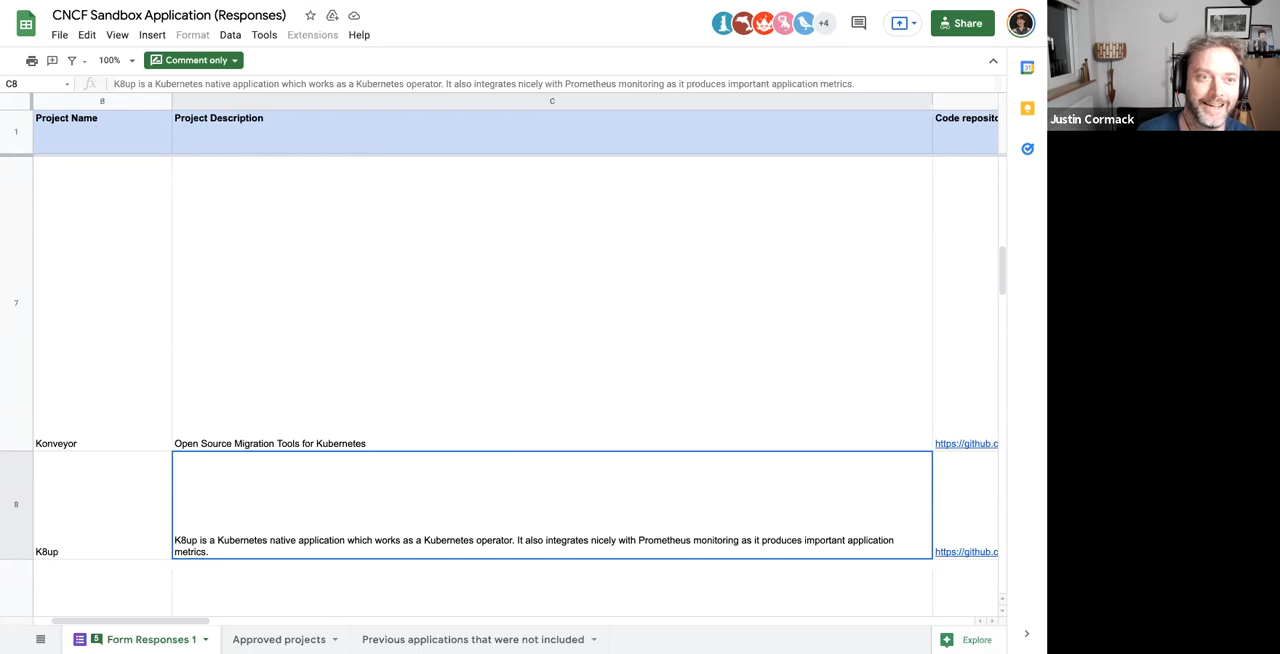 CNCF Sandbox Application (Responses)
+4
Share
File Edit View Insert Format Data Tools Extensions Help
100% Comment only
C8 fx K8up is a Kubernetes native application which works as a Kubernetes operator. It also integrates nicely with Prometheus monitoring as it produces important application metrics.
B C
1 Project Name Project Description Code reposito
7 Konveyor Open Source Migration Tools for Kubernetes https://github.c
8 K8up K8up is a Kubernetes native application which works as a Kubernetes operator. It also integrates nicely with Prometheus monitoring as it produces important application
metrics. https://github.c
5 Form Responses 1 Approved projects Previous applications that were not included Explore
31
Justin Cormack